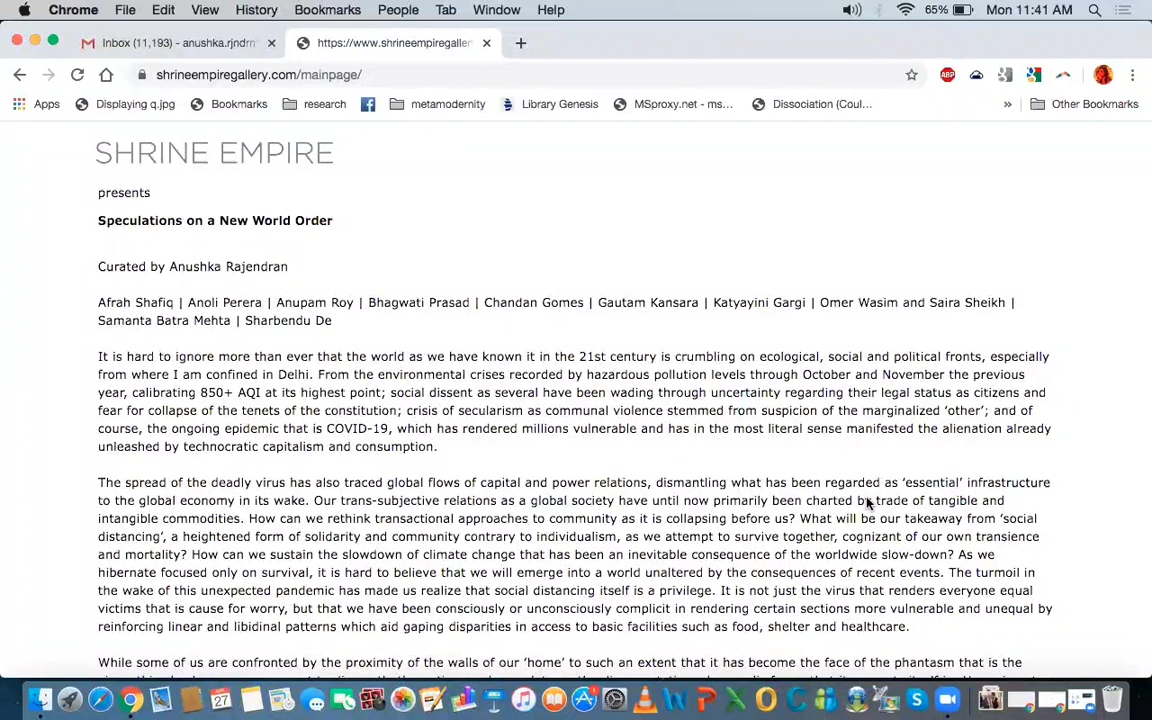 Chrome File Edit View History Bookmarks People Tab Window Help 65% Mon 11:41 AM
Inbox (11,193) - anushka.rjndrn https://www.shrineempiregaller
shrineempiregallery.com/mainpage/ ABP
Apps Displaying q.jpg Bookmarks research metamodernity Library Genesis MSproxy.net - ms... Dissociation (Coul... » Other Bookmarks
SHRINE EMPIRE
presents
Speculations on a New World Order
Curated by Anushka Rajendran
Afrah Shafiq | Anoli Perera | Anupam Roy | Bhagwati Prasad | Chandan Gomes | Gautam Kansara | Katyayini Gargi | Omer Wasim and Saira Sheikh |
Samanta Batra Mehta | Sharbendu De
It is hard to ignore more than ever that the world as we have known it in the 21st century is crumbling on ecological, social and political fronts, especially
from where I am confined in Delhi. From the environmental crises recorded by hazardous pollution levels through October and November the previous
year, calibrating 850+ AQI at its highest point; social dissent as several have been wading through uncertainty regarding their legal status as citizens and
fear for collapse of the tenets of the constitution; crisis of secularism as communal violence stemmed from suspicion of the marginalized ‘other’; and of
course, the ongoing epidemic that is COVID-19, which has rendered millions vulnerable and has in the most literal sense manifested the alienation already
unleashed by technocratic capitalism and consumption.
The spread of the deadly virus has also traced global flows of capital and power relations, dismantling what has been regarded as ‘essential’ infrastructure
to the global economy in its wake. Our trans-subjective relations as a global society have until now primarily been charted by trade of tangible and
intangible commodities. How can we rethink transactional approaches to community as it is collapsing before us? What will be our takeaway from ‘social
distancing’, a heightened form of solidarity and community contrary to individualism, as we attempt to survive together, cognizant of our own transience
and mortality? How can we sustain the slowdown of climate change that has been an inevitable consequence of the worldwide slow-down? As we
hibernate focused only on survival, it is hard to believe that we will emerge into a world unaltered by the consequences of recent events. The turmoil in
the wake of this unexpected pandemic has made us realize that social distancing itself is a privilege. It is not just the virus that renders everyone equal
victims that is cause for worry, but that we have been consciously or unconsciously complicit in rendering certain sections more vulnerable and unequal by
reinforcing linear and libidinal patterns which aid gaping disparities in access to basic facilities such as food, shelter and healthcare.
While some of us are confronted by the proximity of the walls of our ‘home’ to such an extent that it has become the face of the phantasm that is the
27